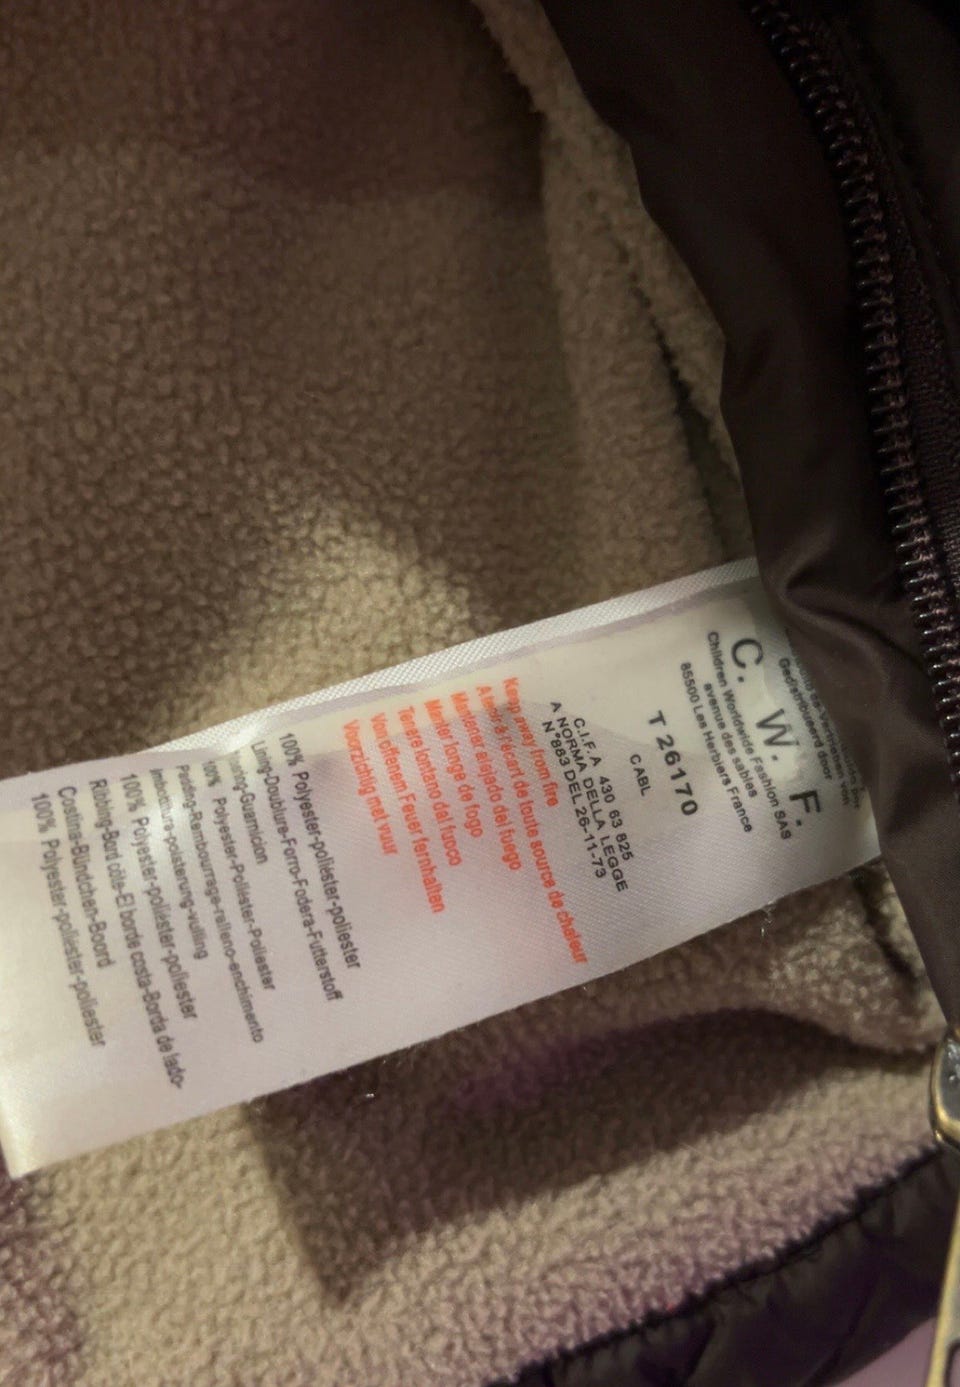 Gedistribueerd door
C. W. F.
Children Worldwide Fashion SAS
avenue des sables
85500 Les Herbiers France
T 26170
CABL
C.I.F.A 430 63 825
A NORMA DELLA LEGGE
N°883 DEL 26-11-73
Keep away from fire
A tenir à l'écart de toute source de chaleur
Mantener alejado del fuego
Manter longe de fogo
Tenere lontano dal fuoco
Von offenem Feuer fernhalten
Voorzichtig met vuur
100% Polyester-poliéster-poliester
Lining-Doublure-Forro-Fodera-Futterstoff
100% Polyester-Poliéster-Poliester
Padding-Rembourrage-relleno-enchimento
imbottitura-polsterung-vulling
100% Polyester-poliéster-poliester
Ribbing-Bord côte-El borde costa-Borda de lado-
Costina-Bündchen-Boord
100% Polyester-poliéster-poliester